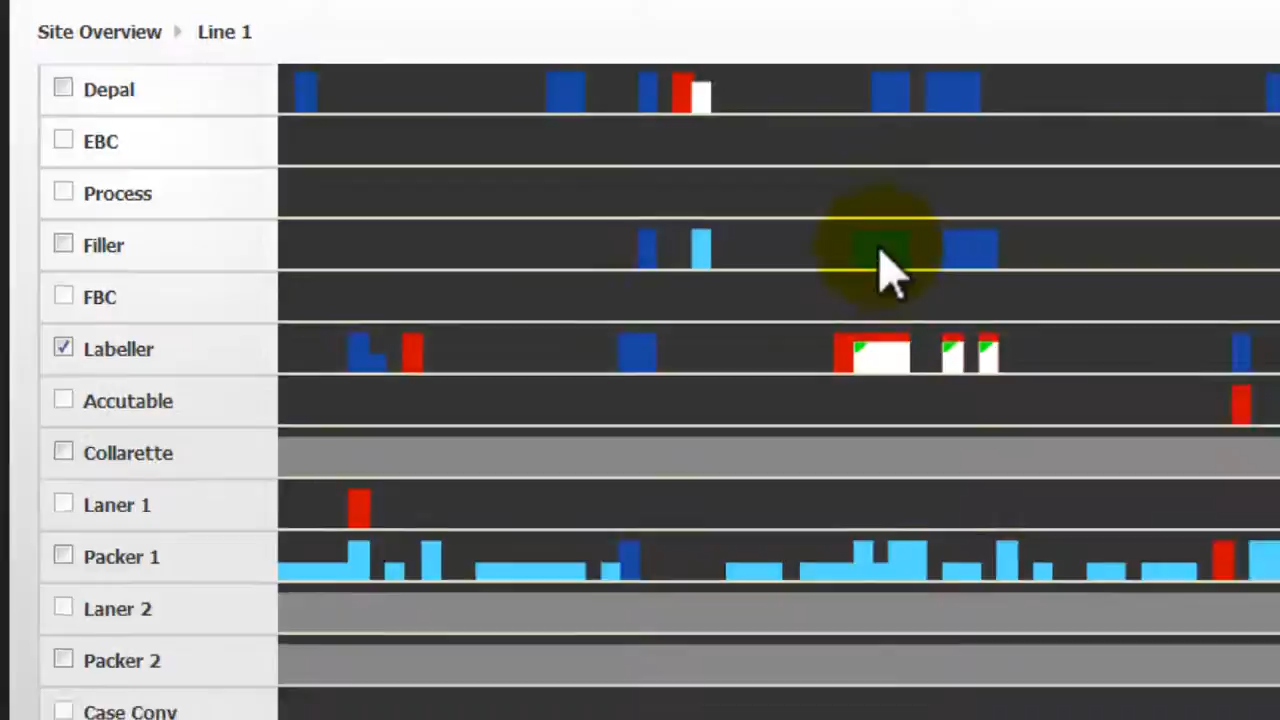 Site Overview Line 1
Depal
EBC
Process
Filler
FBC
Labeller
Accutable
Collarette
Laner 1
Packer 1
Laner 2
Packer 2
Case Conv